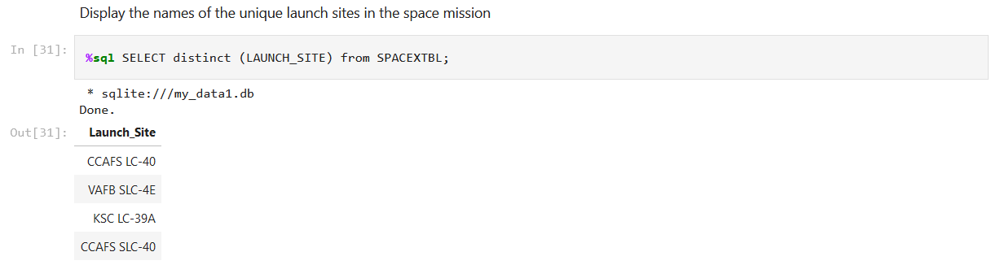 Display the names of the unique launch sites in the space mission
In [31]: %sql SELECT distinct (LAUNCH_SITE) from SPACEXTBL;
* sqlite:///my_data1.db
Done.
Out[31]: Launch_Site
CCAFS LC-40
VAFB SLC-4E
KSC LC-39A
CCAFS SLC-40